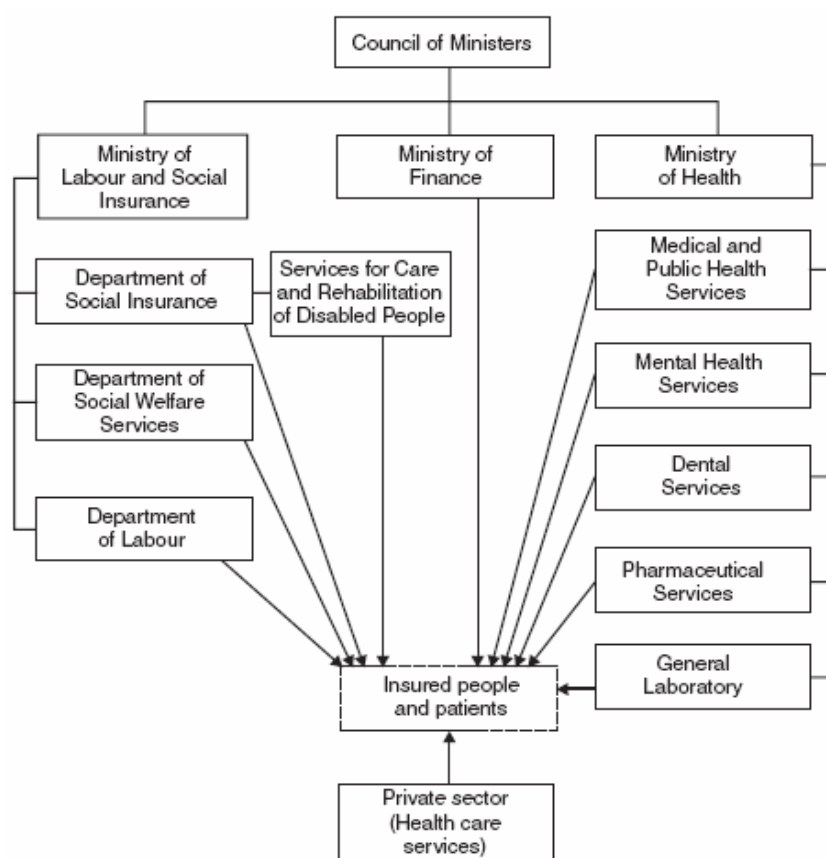 Council of Ministers
Ministry of
Labour and Social
Insurance
Ministry of
Finance
Ministry
of Health
Department of
Social Insurance
Services for Care
and Rehabilitation
of Disabled People
Medical and
Public Health
Services
Department of
Social Welfare
Services
Mental Health
Services
Dental
Services
Department
of Labour
Pharmaceutical
Services
Insured people
and patients
General
Laboratory
Private sector
(Health care
services)